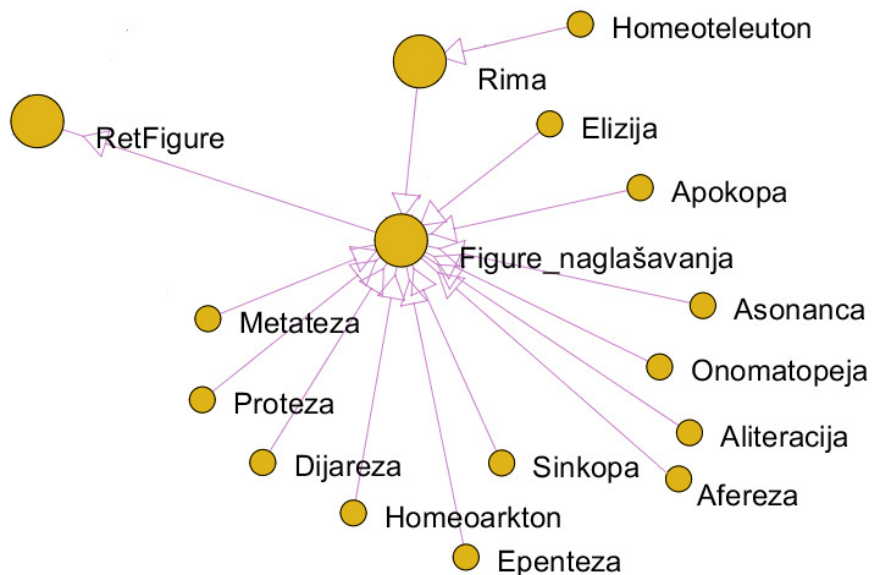 Homeoteleuton
Rima
Elizija
RetFigure
Apokopa
Figure_naglašavanja
Asonanca
Metateza
Onomatopeja
Proteza
Aliteracija
Dijareza
Sinkopa
Afereza
Homeoarkton
Epenteza